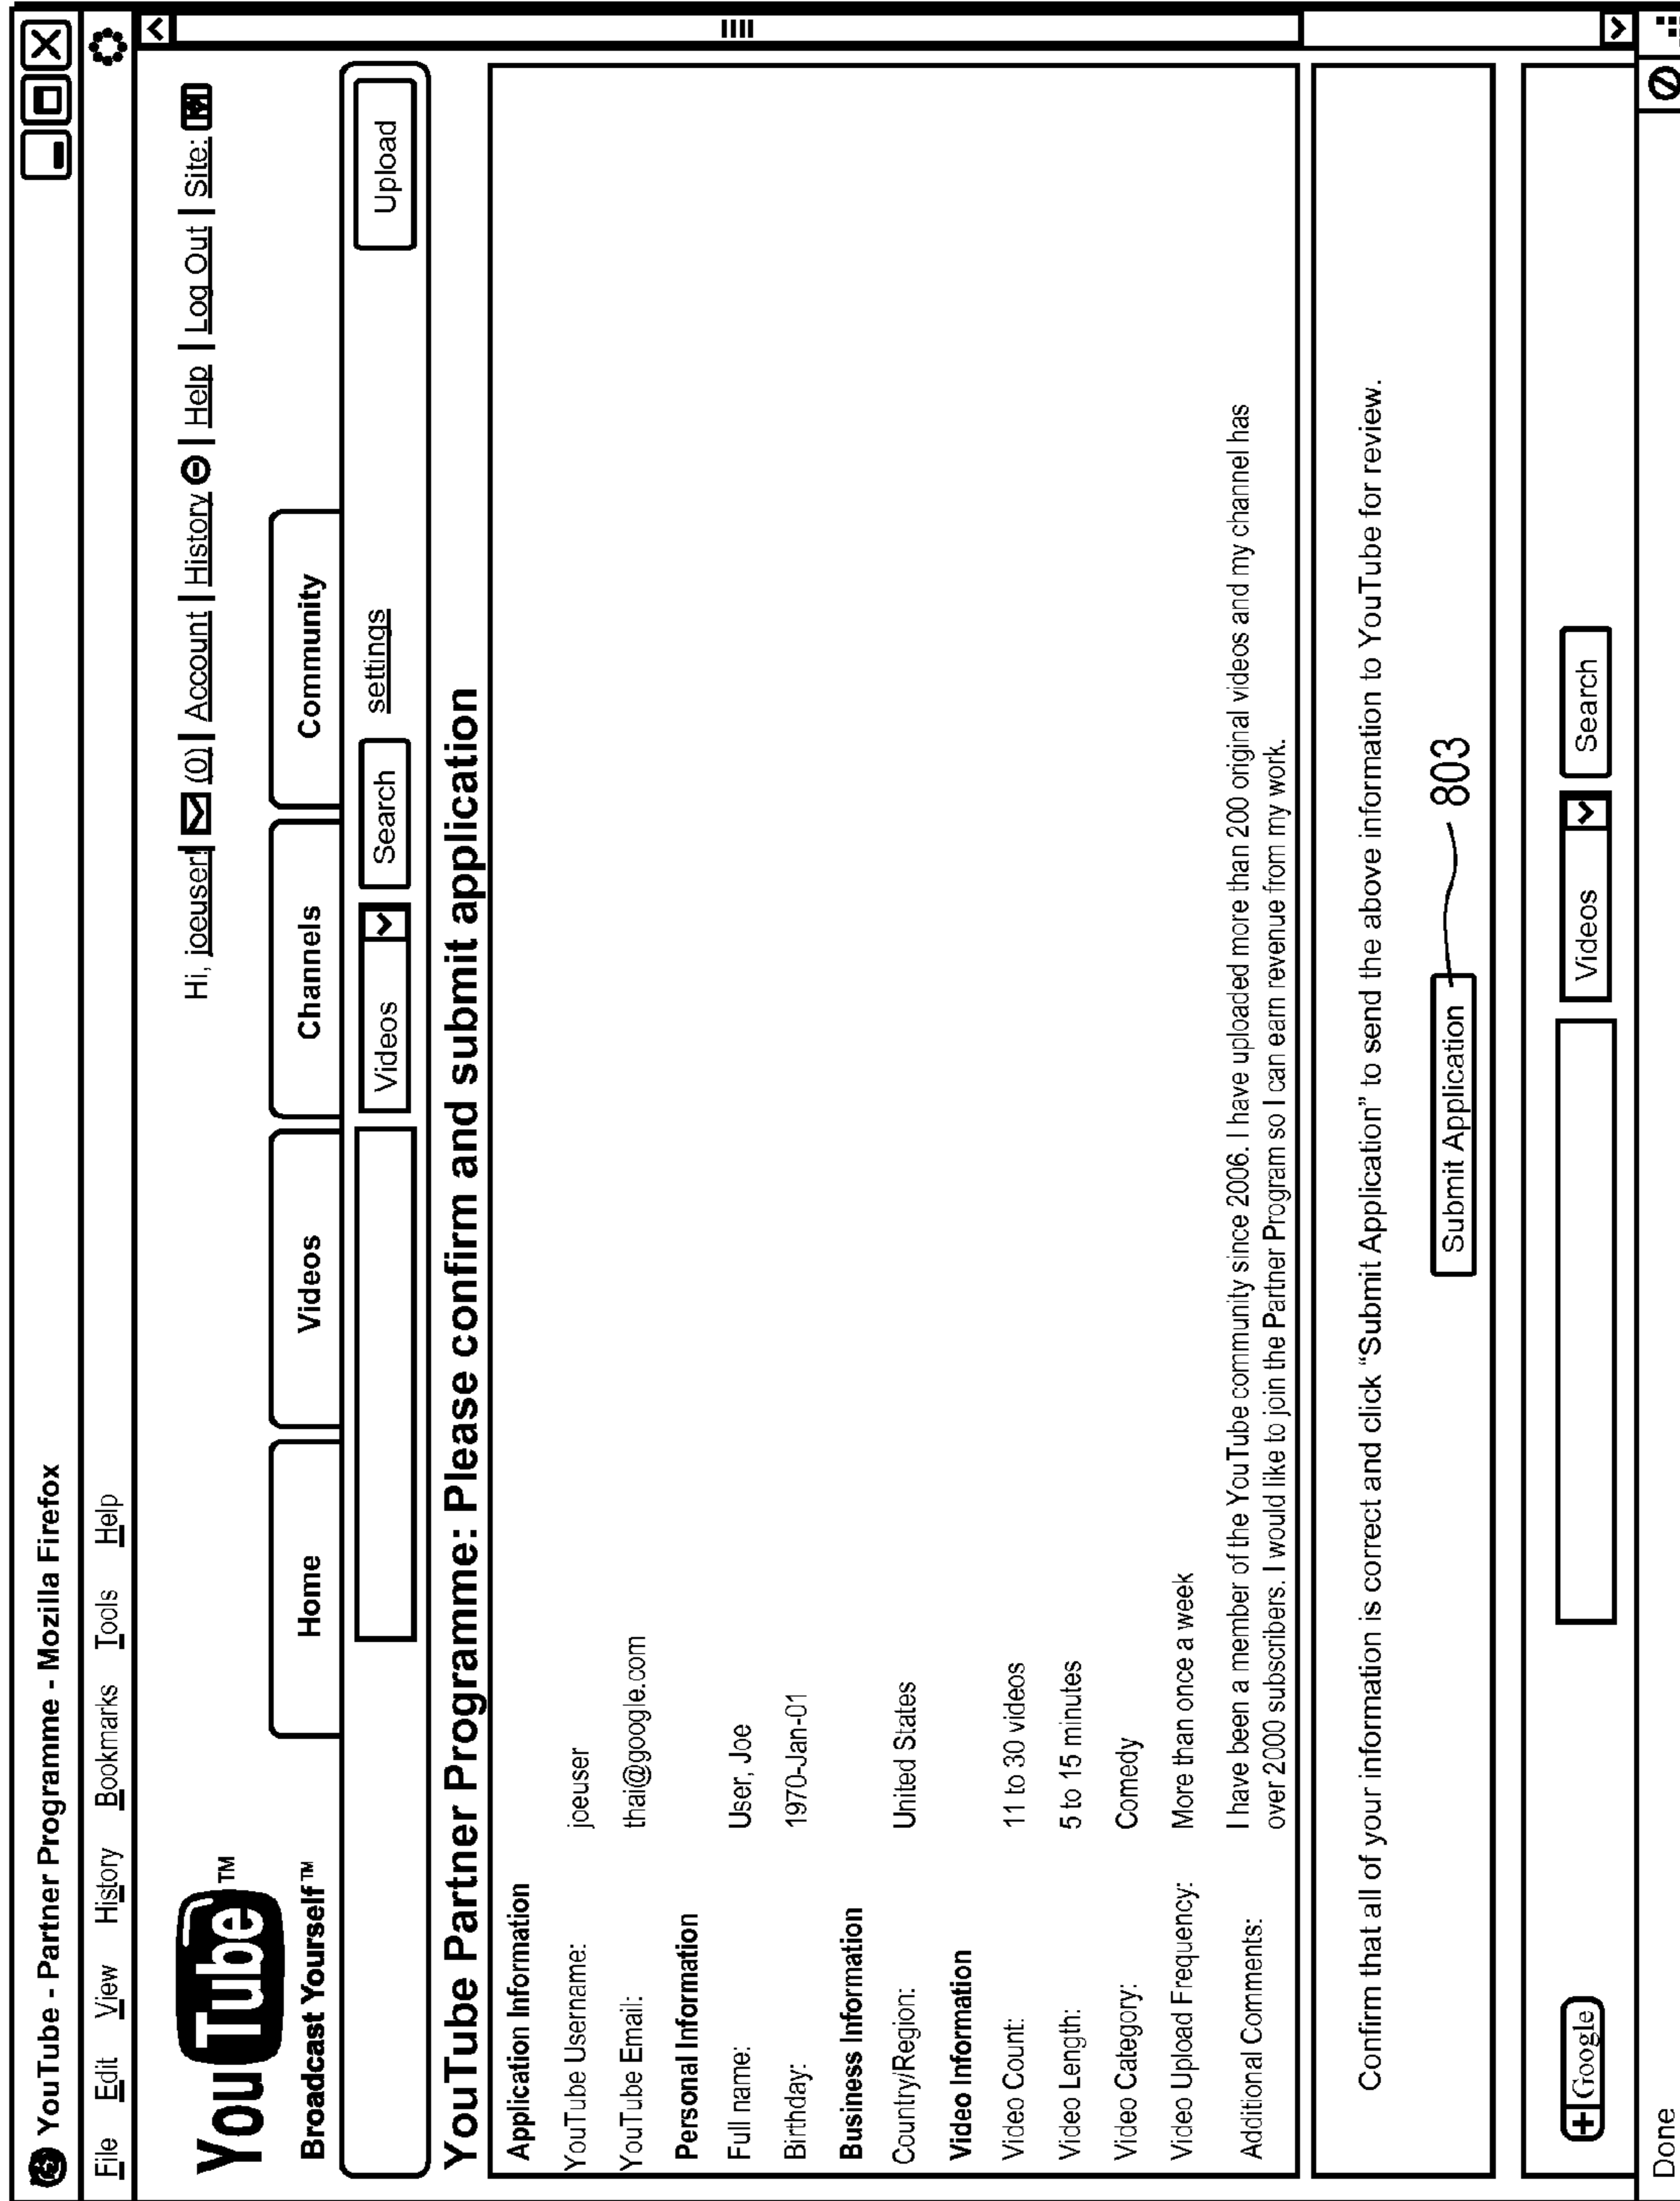 YouTube - Partner Programme - Mozilla Firefox
File Edit View History Bookmarks Tools Help
YouTube™
Hi, joeuser! (0) | Account | History | Help | Log Out | Site:
Broadcast Yourself™
Home Videos Channels Community
Videos Search settings Upload
YouTube Partner Programme: Please confirm and submit application
Application Information
YouTube Username: joeuser
YouTube Email: thai@google.com
Personal Information
Full name: User, Joe
Birthday: 1970-Jan-01
Business Information
Country/Region: United States
Video Information
Video Count: 11 to 30 videos
Video Length: 5 to 15 minutes
Video Category: Comedy
Video Upload Frequency: More than once a week
Additional Comments: I have been a member of the YouTube community since 2006. I have uploaded more than 200 original videos and my channel has
over 2000 subscribers. I would like to join the Partner Program so I can earn revenue from my work.
Confirm that all of your information is correct and click “Submit Application” to send the above information to YouTube for review.
Submit Application 803
Google Videos Search
Done